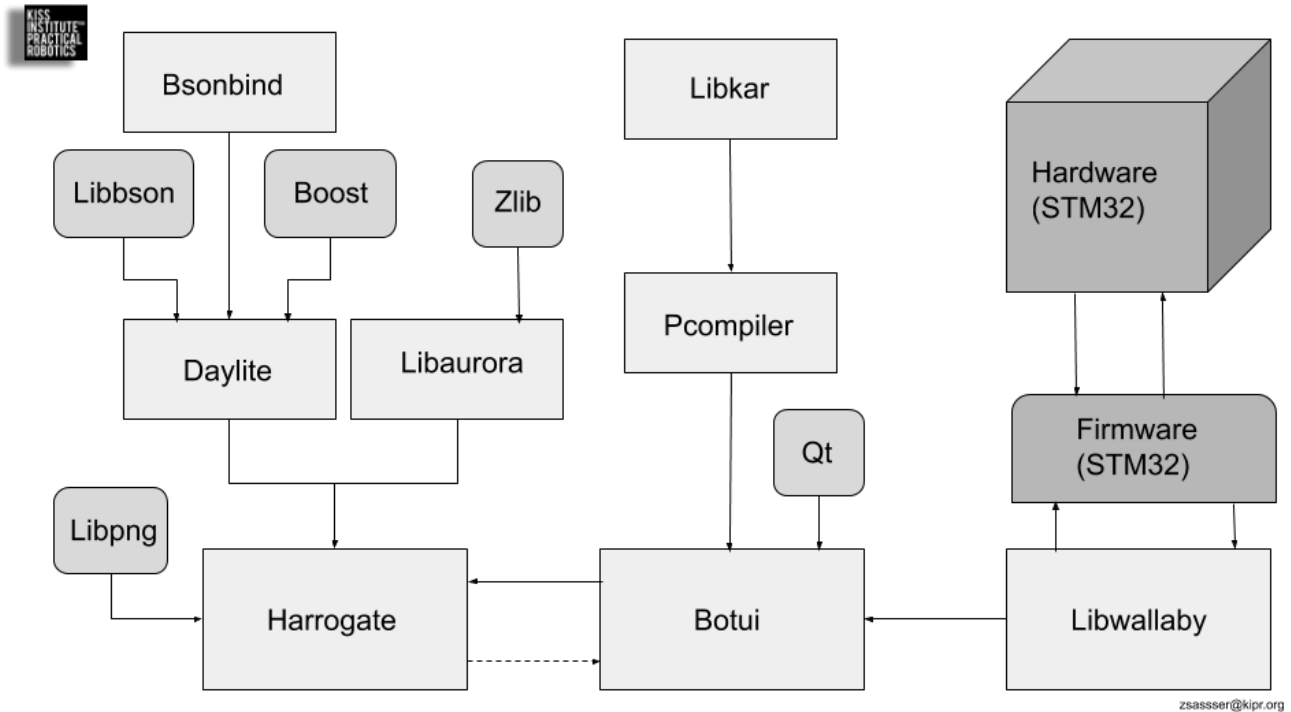 KISS
INSTITUTE
PRACTICAL
ROBOTICS
Bsonbind
Libkar
Hardware
(STM32)
Libbson
Boost
Zlib
Pcompiler
Daylite
Libaurora
Firmware
(STM32)
Qt
Libpng
Harrogate
Botui
Libwallaby
zsassser@kipr.org